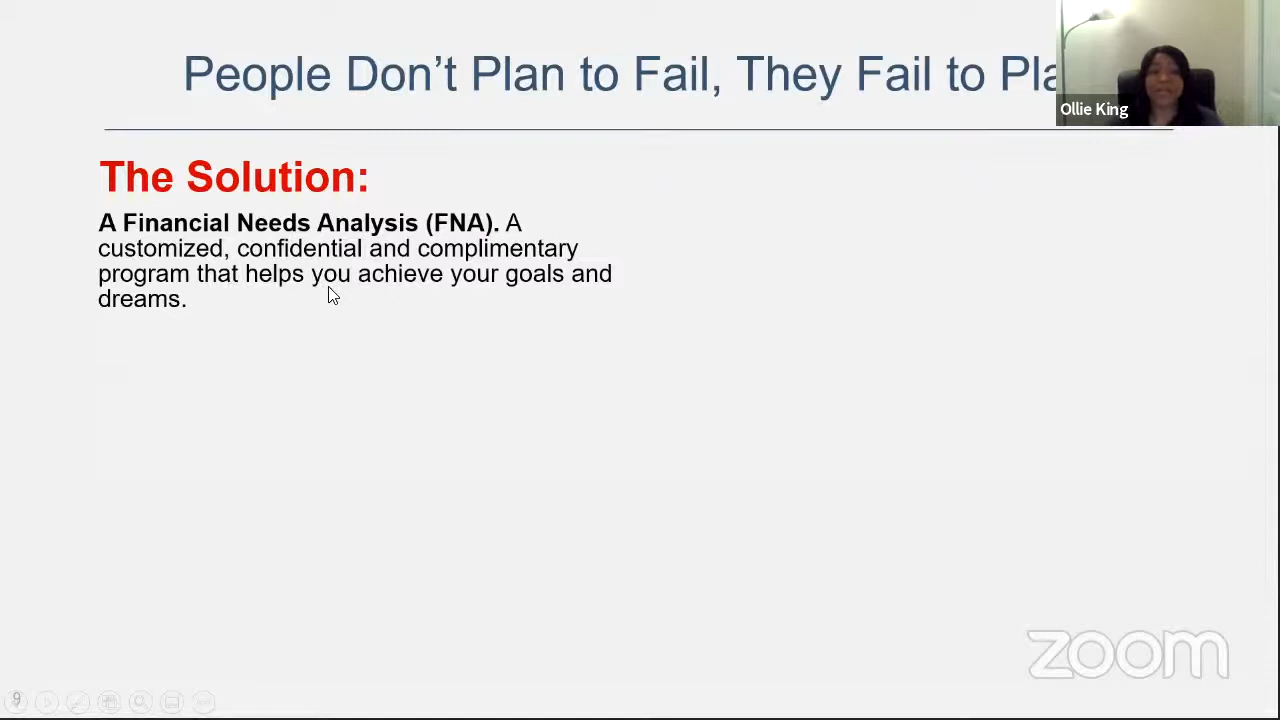 People Don’t Plan to Fail, They Fail to Pla
Ollie King
The Solution:
A Financial Needs Analysis (FNA). A
customized, confidential and complimentary
program that helps you achieve your goals and
dreams.
zoom
9